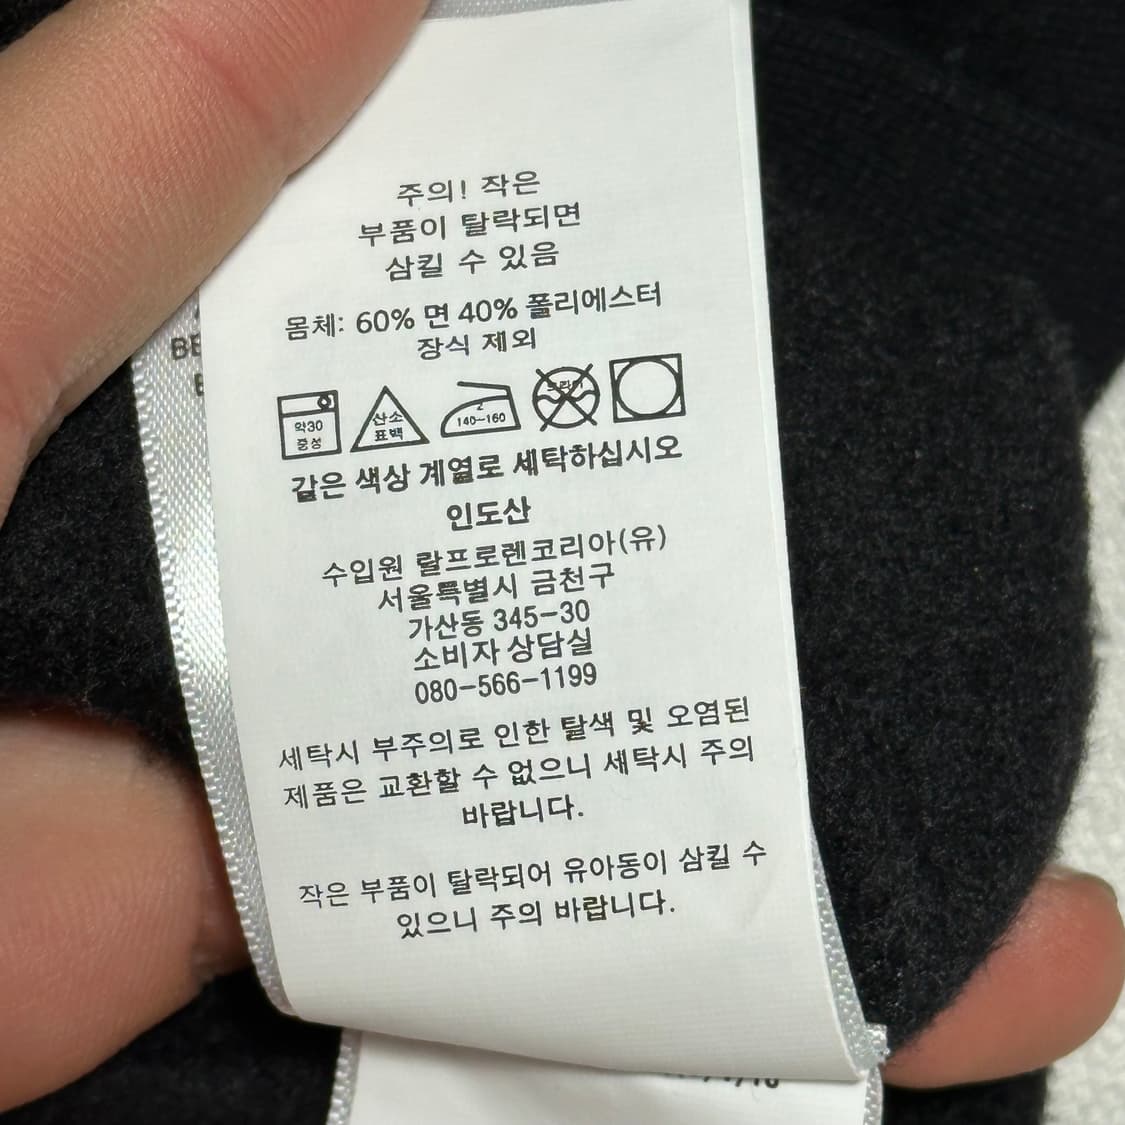 주의! 작은
부품이 탈락되면
삼킬 수 있음
몸체: 60% 면 40% 폴리에스터
장식 제외
약30
중성
산소
표백
2
140~160
드라이
같은 색상 계열로 세탁하십시오
인도산
수입원 랄프로렌코리아(유)
서울특별시 금천구
가산동 345-30
소비자 상담실
080-566-1199
세탁시 부주의로 인한 탈색 및 오염된
제품은 교환할 수 없으니 세탁시 주의
바랍니다.
작은 부품이 탈락되어 유아동이 삼킬 수
있으니 주의 바랍니다.